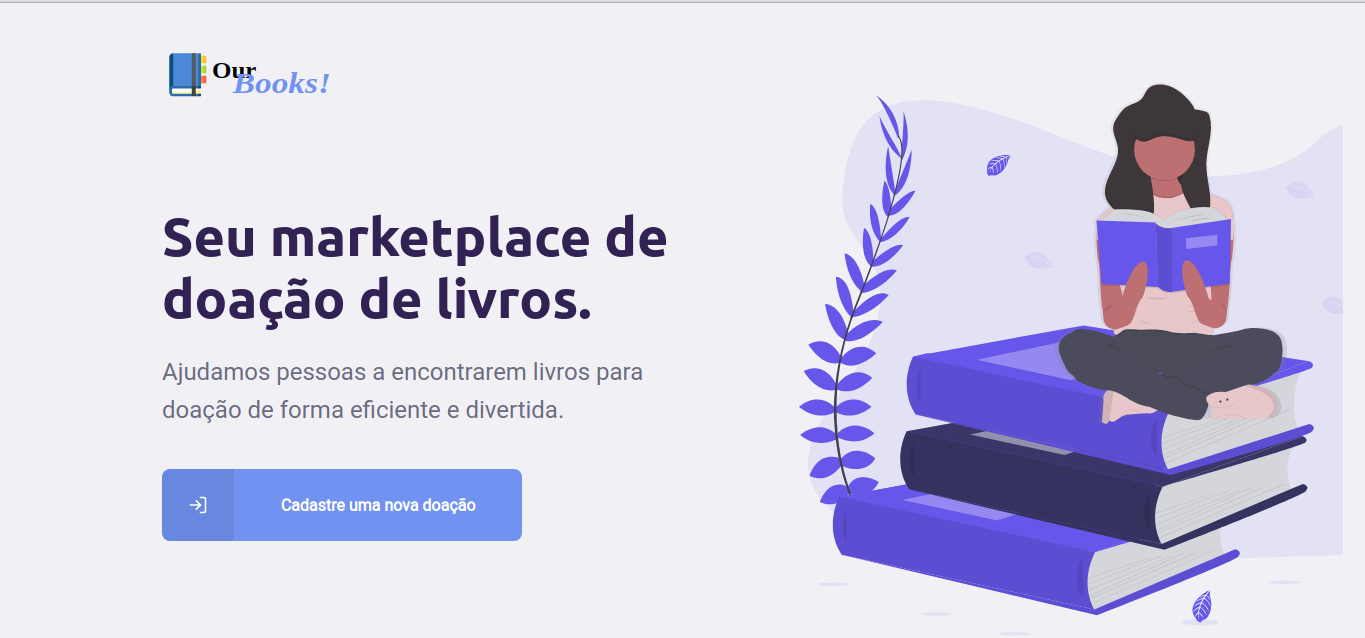 Our
Books!
Seu marketplace de
doação de livros.
Ajudamos pessoas a encontrarem livros para
doação de forma eficiente e divertida.
Cadastre uma nova doação